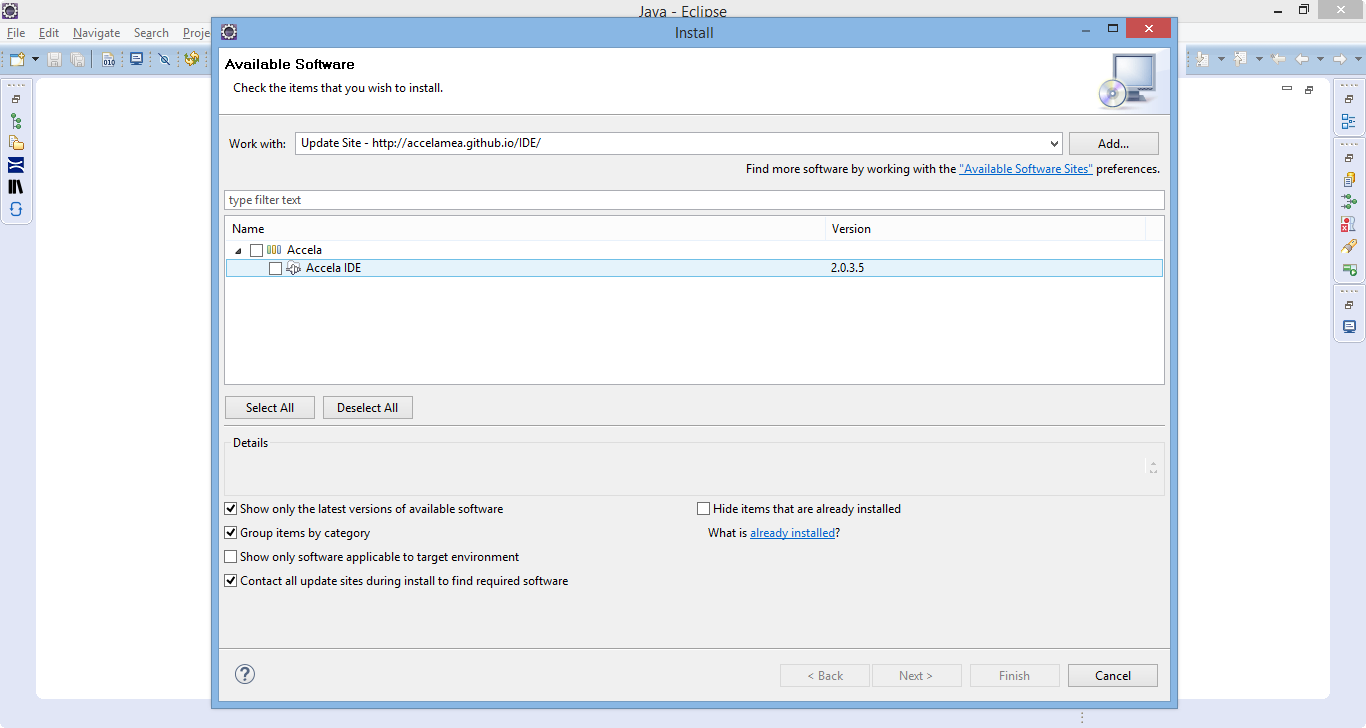 Java - Eclipse
File Edit Navigate Search Proje
Install
Available Software
Check the items that you wish to install.
Work with: Update Site - http://accelamea.github.io/IDE/ Add...
Find more software by working with the "Available Software Sites" preferences.
type filter text
Name Version
Accela
Accela IDE 2.0.3.5
Select All Deselect All
Details
Show only the latest versions of available software Hide items that are already installed
Group items by category What is already installed?
Show only software applicable to target environment
Contact all update sites during install to find required software
? < Back Next > Finish Cancel